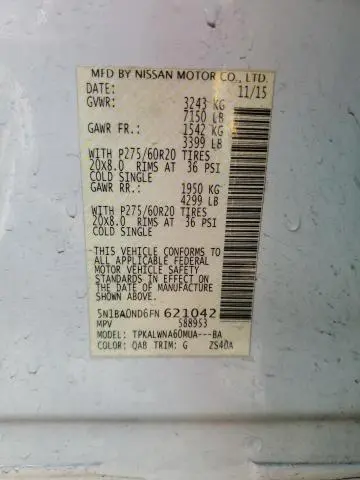 MFD BY NISSAN MOTOR CO., LTD.
DATE: 11/15
GVWR: 3243 KG
7150 LB
GAWR FR.: 1542 KG
3399 LB
WITH P275/60R20 TIRES
20X8.0 RIMS AT 36 PSI
COLD SINGLE
GAWR RR.: 1950 KG
4299 LB
WITH P275/60R20 TIRES
20X8.0 RIMS AT 36 PSI
COLD SINGLE
THIS VEHICLE CONFORMS TO
ALL APPLICABLE FEDERAL
MOTOR VEHICLE SAFETY
STANDARDS IN EFFECT ON THE
DATE OF MANUFACTURE SHOWN
ABOVE.
5N1BA0ND6FN 621042
MPV 588953
MODEL: TPKALWNA60MUA---BA
COLOR: QAB TRIM: G ZS40A